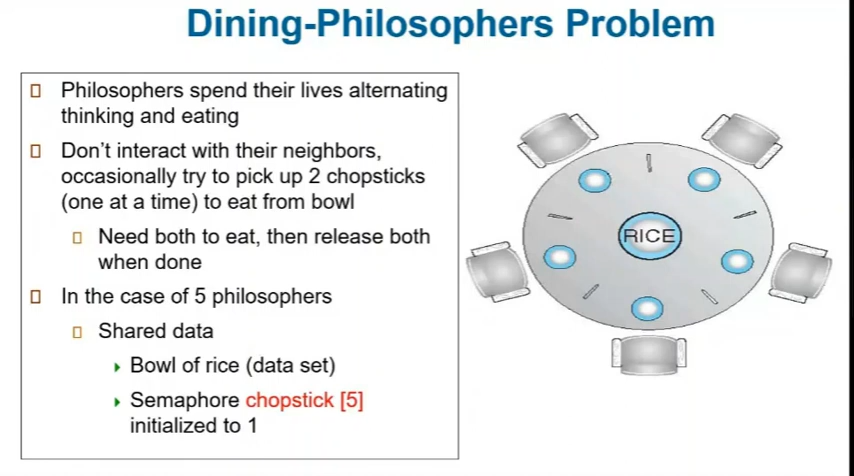 Dining-Philosophers Problem
Philosophers spend their lives alternating
thinking and eating
Don't interact with their neighbors,
occasionally try to pick up 2 chopsticks
(one at a time) to eat from bowl
Need both to eat, then release both
when done
In the case of 5 philosophers
Shared data
Bowl of rice (data set)
Semaphore chopstick [5]
initialized to 1
RICE